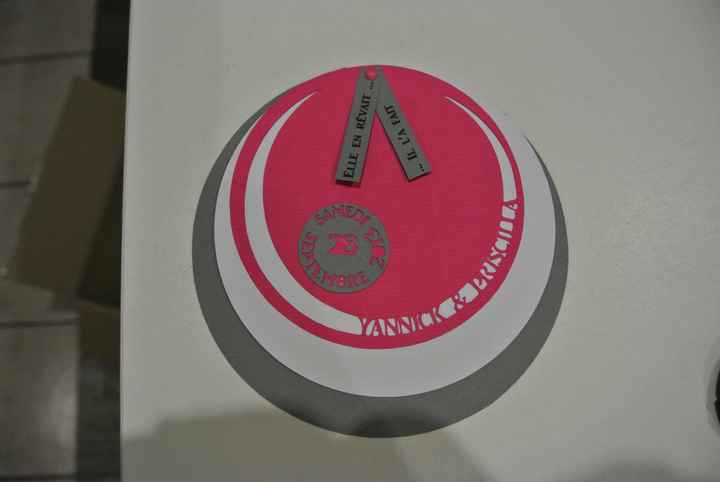 Elle en rêvait ...
... Il l'a fait
Samedi
23
Septembre
Yannick & Priscilla